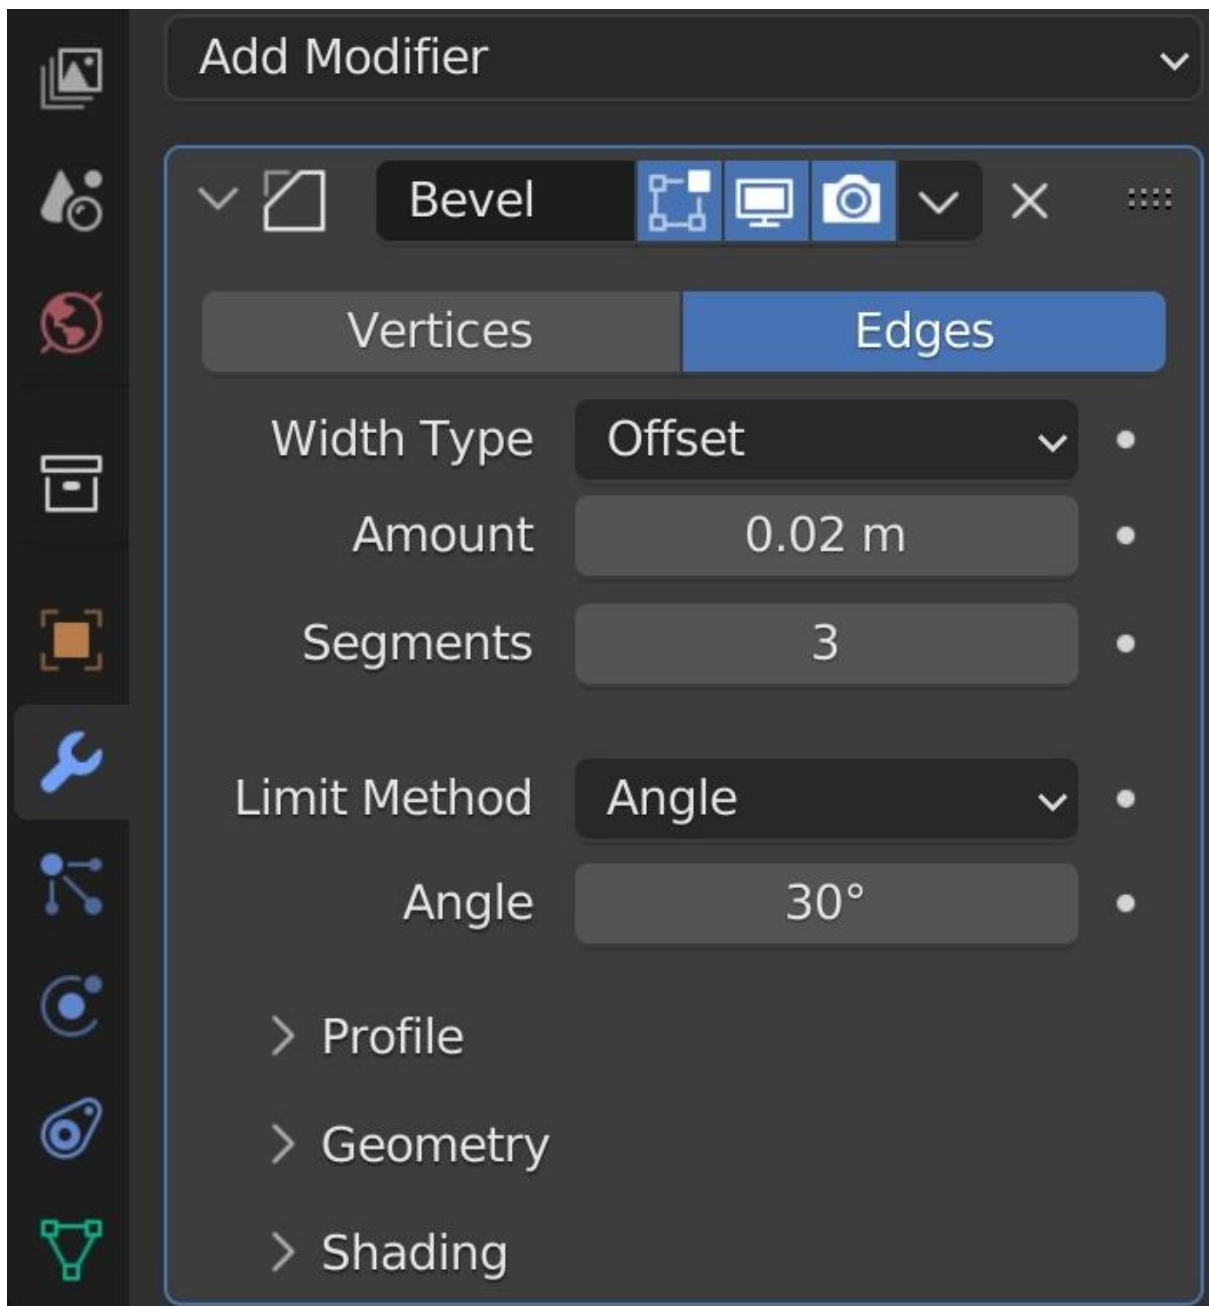 Add Modifier
Bevel
Vertices Edges
Width Type Offset
Amount 0.02 m
Segments 3
Limit Method Angle
Angle 30°
Profile
Geometry
Shading